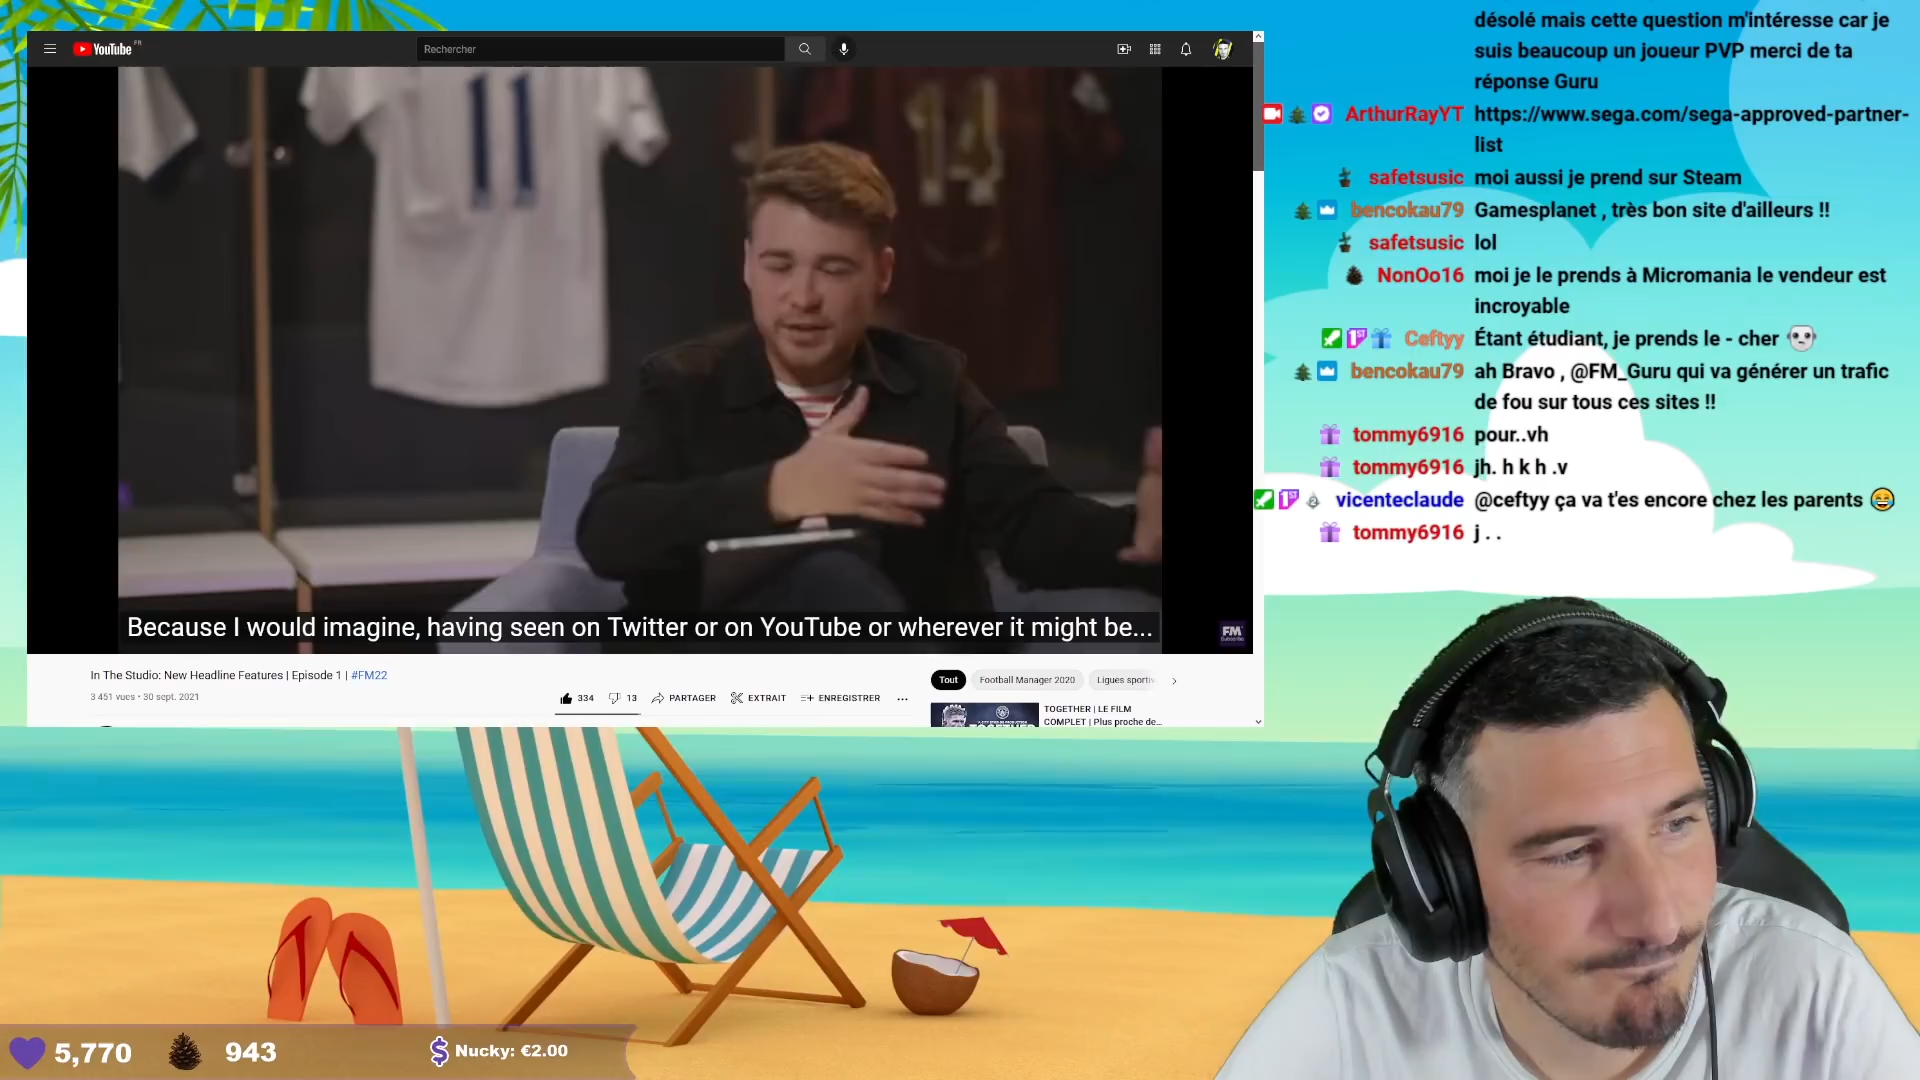 YouTube FR
Rechercher
11
14
Because I would imagine, having seen on Twitter or on YouTube or wherever it might be...
FM
In The Studio: New Headline Features | Episode 1 | #FM22
3 451 vues • 30 sept. 2021
334
13
PARTAGER
EXTRAIT
ENREGISTRER
Tout
Football Manager 2020
Ligues sportiv
TOGETHER | LE FILM
COMPLET | Plus proche de...
TOGETHER
désolé mais cette question m'intéresse car je
suis beaucoup un joueur PVP merci de ta
réponse Guru
ArthurRayYT https://www.sega.com/sega-approved-partner-
list
safetsusic moi aussi je prend sur Steam
bencokau79 Gamesplanet , très bon site d'ailleurs !!
safetsusic lol
NonOo16 moi je le prends à Micromania le vendeur est
incroyable
1ST Ceftyy Étant étudiant, je prends le - cher
bencokau79 ah Bravo , @FM_Guru qui va générer un trafic
de fou sur tous ces sites !!
tommy6916 pour..vh
tommy6916 jh. h k h .v
1ST 2 vicenteclaude @ceftyy ça va t'es encore chez les parents
tommy6916 j . .
5,770
943
$ Nucky: €2.00